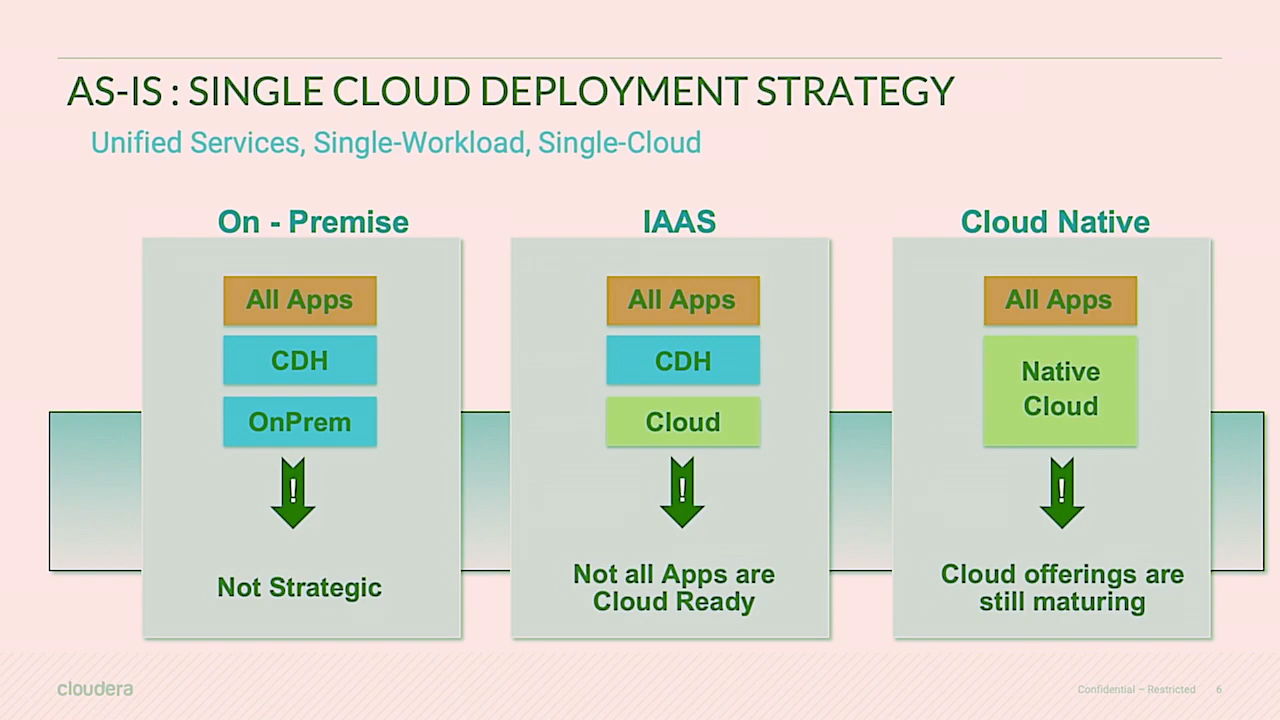 AS-IS : SINGLE CLOUD DEPLOYMENT STRATEGY
Unified Services, Single-Workload, Single-Cloud
On - Premise
All Apps
CDH
OnPrem
!
Not Strategic
IAAS
All Apps
CDH
Cloud
!
Not all Apps are
Cloud Ready
Cloud Native
All Apps
Native
Cloud
!
Cloud offerings are
still maturing
cloudera
Confidential – Restricted 6